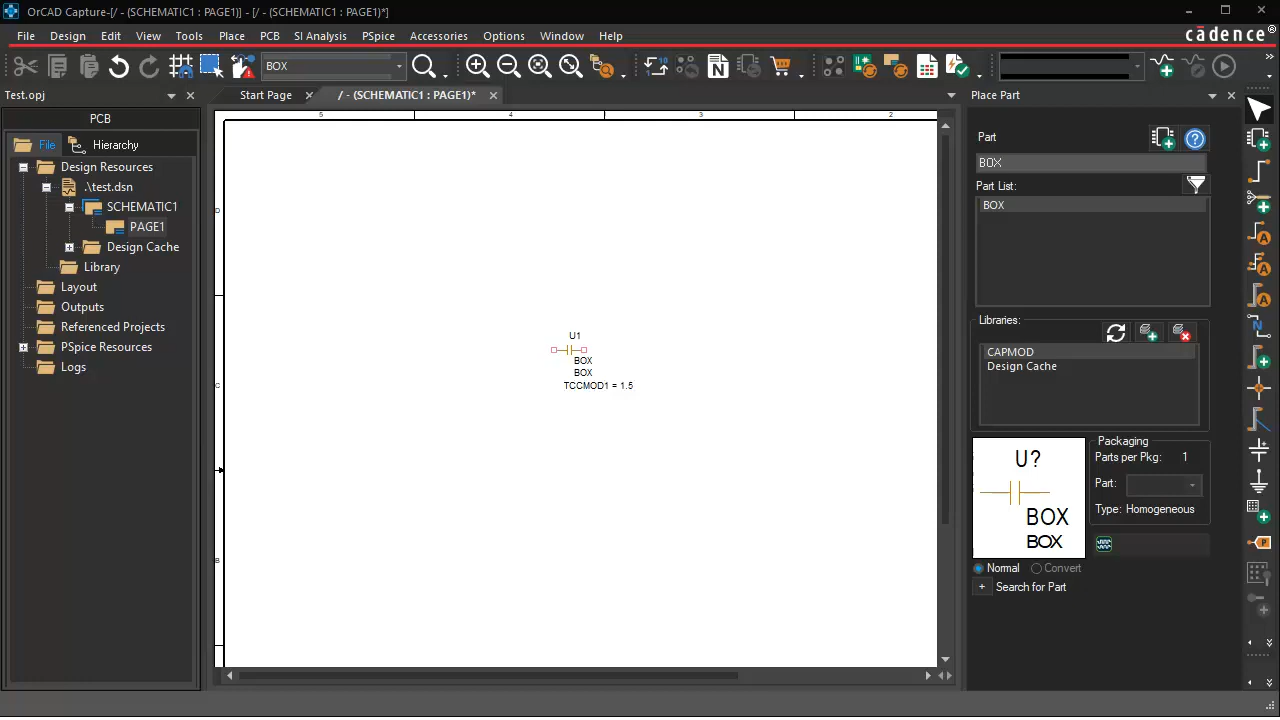 OrCAD Capture-[/ - (SCHEMATIC1 : PAGE1)] - [/ - (SCHEMATIC1 : PAGE1)*]
File Design Edit View Tools Place PCB SI Analysis PSpice Accessories Options Window Help
cādence®
BOX
Test.opj
Start Page
/ - (SCHEMATIC1 : PAGE1)*
Place Part
PCB
File
Hierarchy
Design Resources
.\test.dsn
SCHEMATIC1
PAGE1
Design Cache
Library
Layout
Outputs
Referenced Projects
PSpice Resources
Logs
5 4 3 2
D
C
B
U1
BOX
BOX
TCCMOD1 = 1.5
Part
BOX
Part List:
BOX
Libraries:
CAPMOD
Design Cache
U?
BOX
BOX
Packaging
Parts per Pkg: 1
Part:
Type: Homogeneous
Normal Convert
+ Search for Part